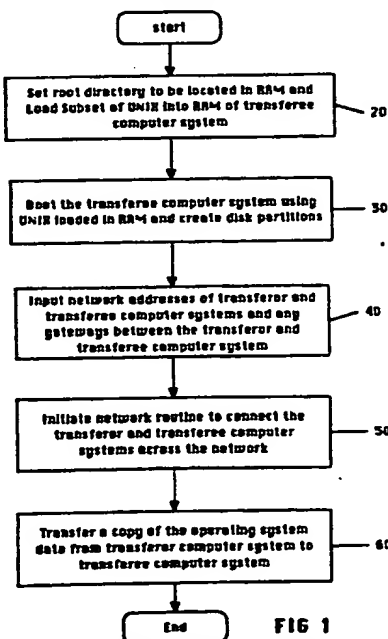 start
Set root directory to be located in RAM and
Load Subset of UNIX into RAM of transferee
computer system
20
Boot the transferee computer system using
UNIX loaded in RAM and create disk partitions
30
Input network addresses of transferor and
transferee computer systems and any
gateways between the transferor and
transferee computer system
40
Initiate network routine to connect the
transferor and transferee computer
systems across the network
50
Transfer a copy of the operating system
data from transferor computer system to
transferee computer system
60
End
FIG 1